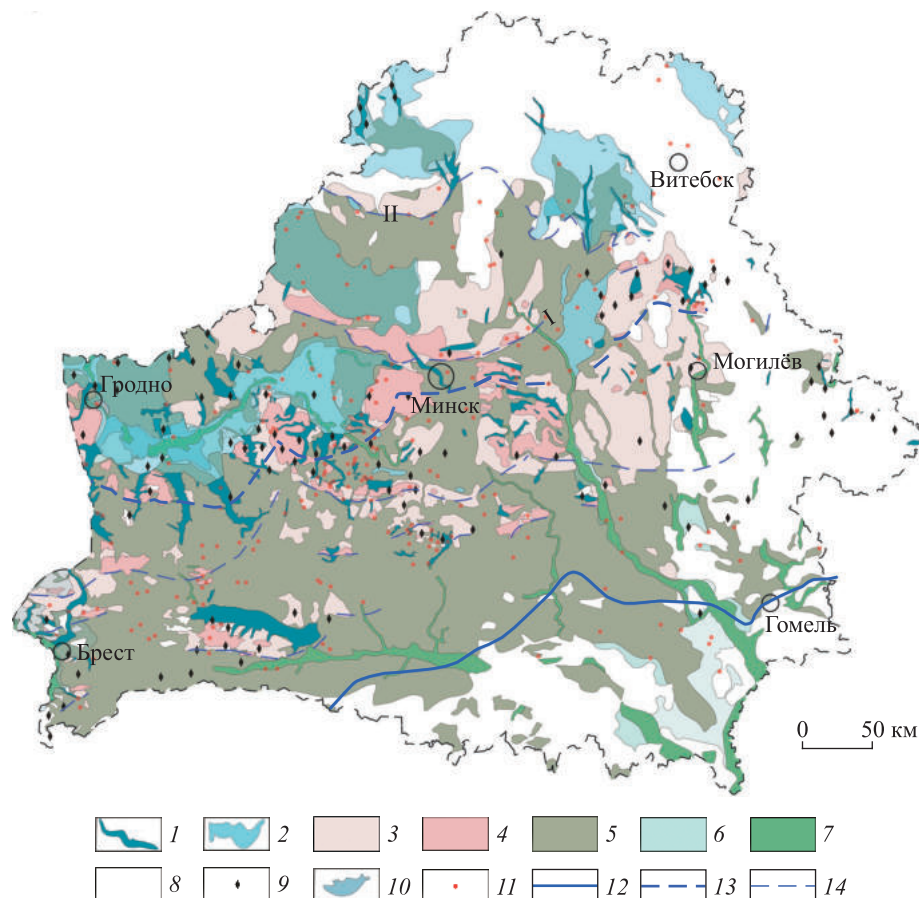 Витебск
II
I
Гродно
Минск
Могилёв
Гомель
Брест
0 50 км
1 2 3 4 5 6 7
8 9 10 11 12 13 14